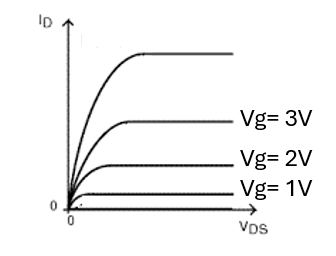 ID
Vg= 3V
Vg= 2V
Vg= 1V
0
0
VDS